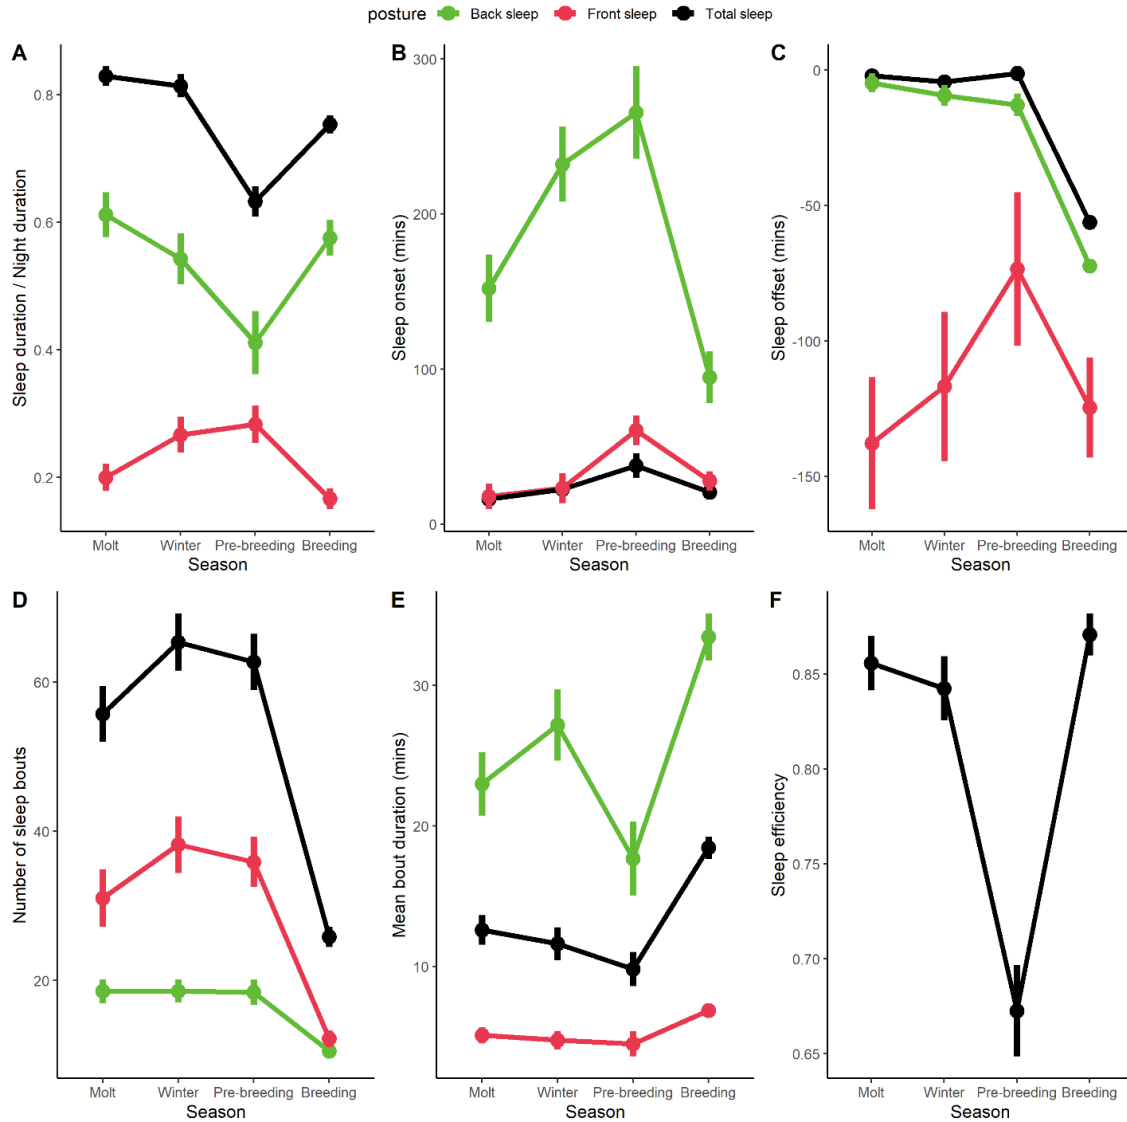 posture Back sleep Front sleep Total sleep
A
Sleep duration / Night duration
0.8
0.6
0.4
0.2
Molt Winter Pre-breeding Breeding
Season
B
Sleep onset (mins)
300
200
100
0
Molt Winter Pre-breeding Breeding
Season
C
Sleep offset (mins)
0
-50
-100
-150
Molt Winter Pre-breeding Breeding
Season
D
Number of sleep bouts
60
40
20
Molt Winter Pre-breeding Breeding
Season
E
Mean bout duration (mins)
30
20
10
Molt Winter Pre-breeding Breeding
Season
F
Sleep efficiency
0.85
0.80
0.75
0.70
0.65
Molt Winter Pre-breeding Breeding
Season